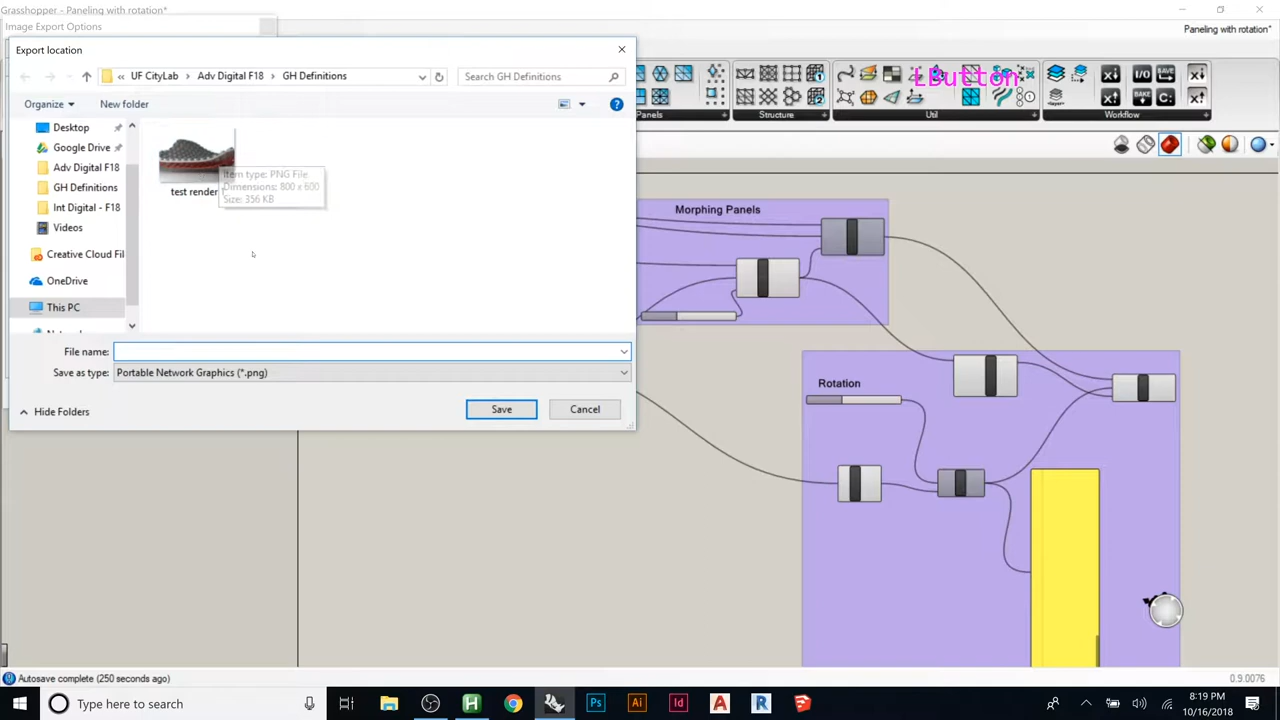 Grasshopper - Paneling with rotation*
Image Export Options
Paneling with rotation*
Export location
UF CityLab
Adv Digital F18
GH Definitions
Search GH Definitions
LButton
Organize
New folder
Panels
Structure
Util
Workflow
Desktop
Google Drive
Adv Digital F18
GH Definitions
Int Digital - F18
Videos
Creative Cloud Fil
OneDrive
This PC
test render
Item type: PNG File
Dimensions: 800 x 600
Size: 356 KB
Morphing Panels
File name:
Save as type:
Portable Network Graphics (*.png)
Hide Folders
Save
Cancel
Rotation
Autosave complete (250 seconds ago)
0.9.0076
Type here to search
8:19 PM
10/16/2018